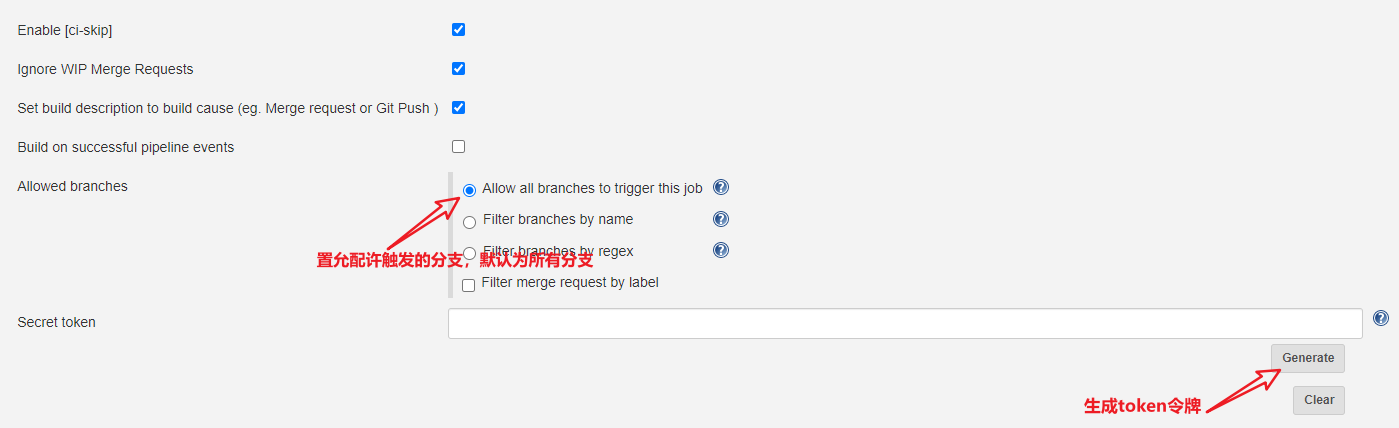 Enable [ci-skip]
Ignore WIP Merge Requests
Set build description to build cause (eg. Merge request or Git Push )
Build on successful pipeline events
Allowed branches
Allow all branches to trigger this job
Filter branches by name
Filter branches by regex
置允配许触发的分支，默认为所有分支
Filter merge request by label
Secret token
Generate
生成token令牌
Clear